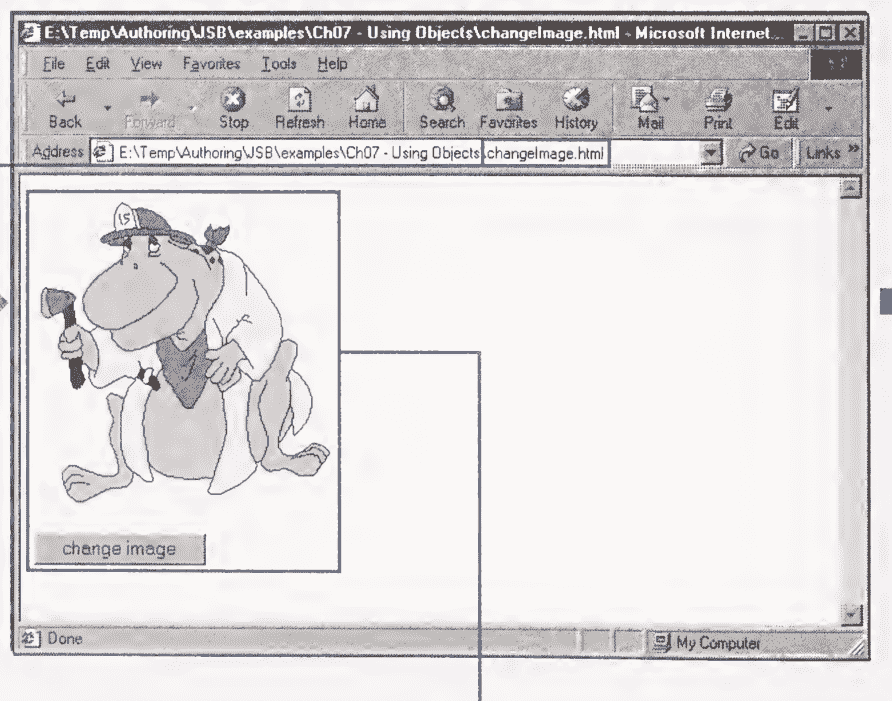 E:\Temp\Authoring\JSB\examples\Ch07 - Using Objects\changeImage.html - Microsoft Internet...
File Edit View Favorites Tools Help
Back Forward Stop Refresh Home Search Favorites History Mail Print Edit
Address E:\Temp\Authoring\JSB\examples\Ch07 - Using Objects\changeImage.html Go Links »
15
change image
Done My Computer